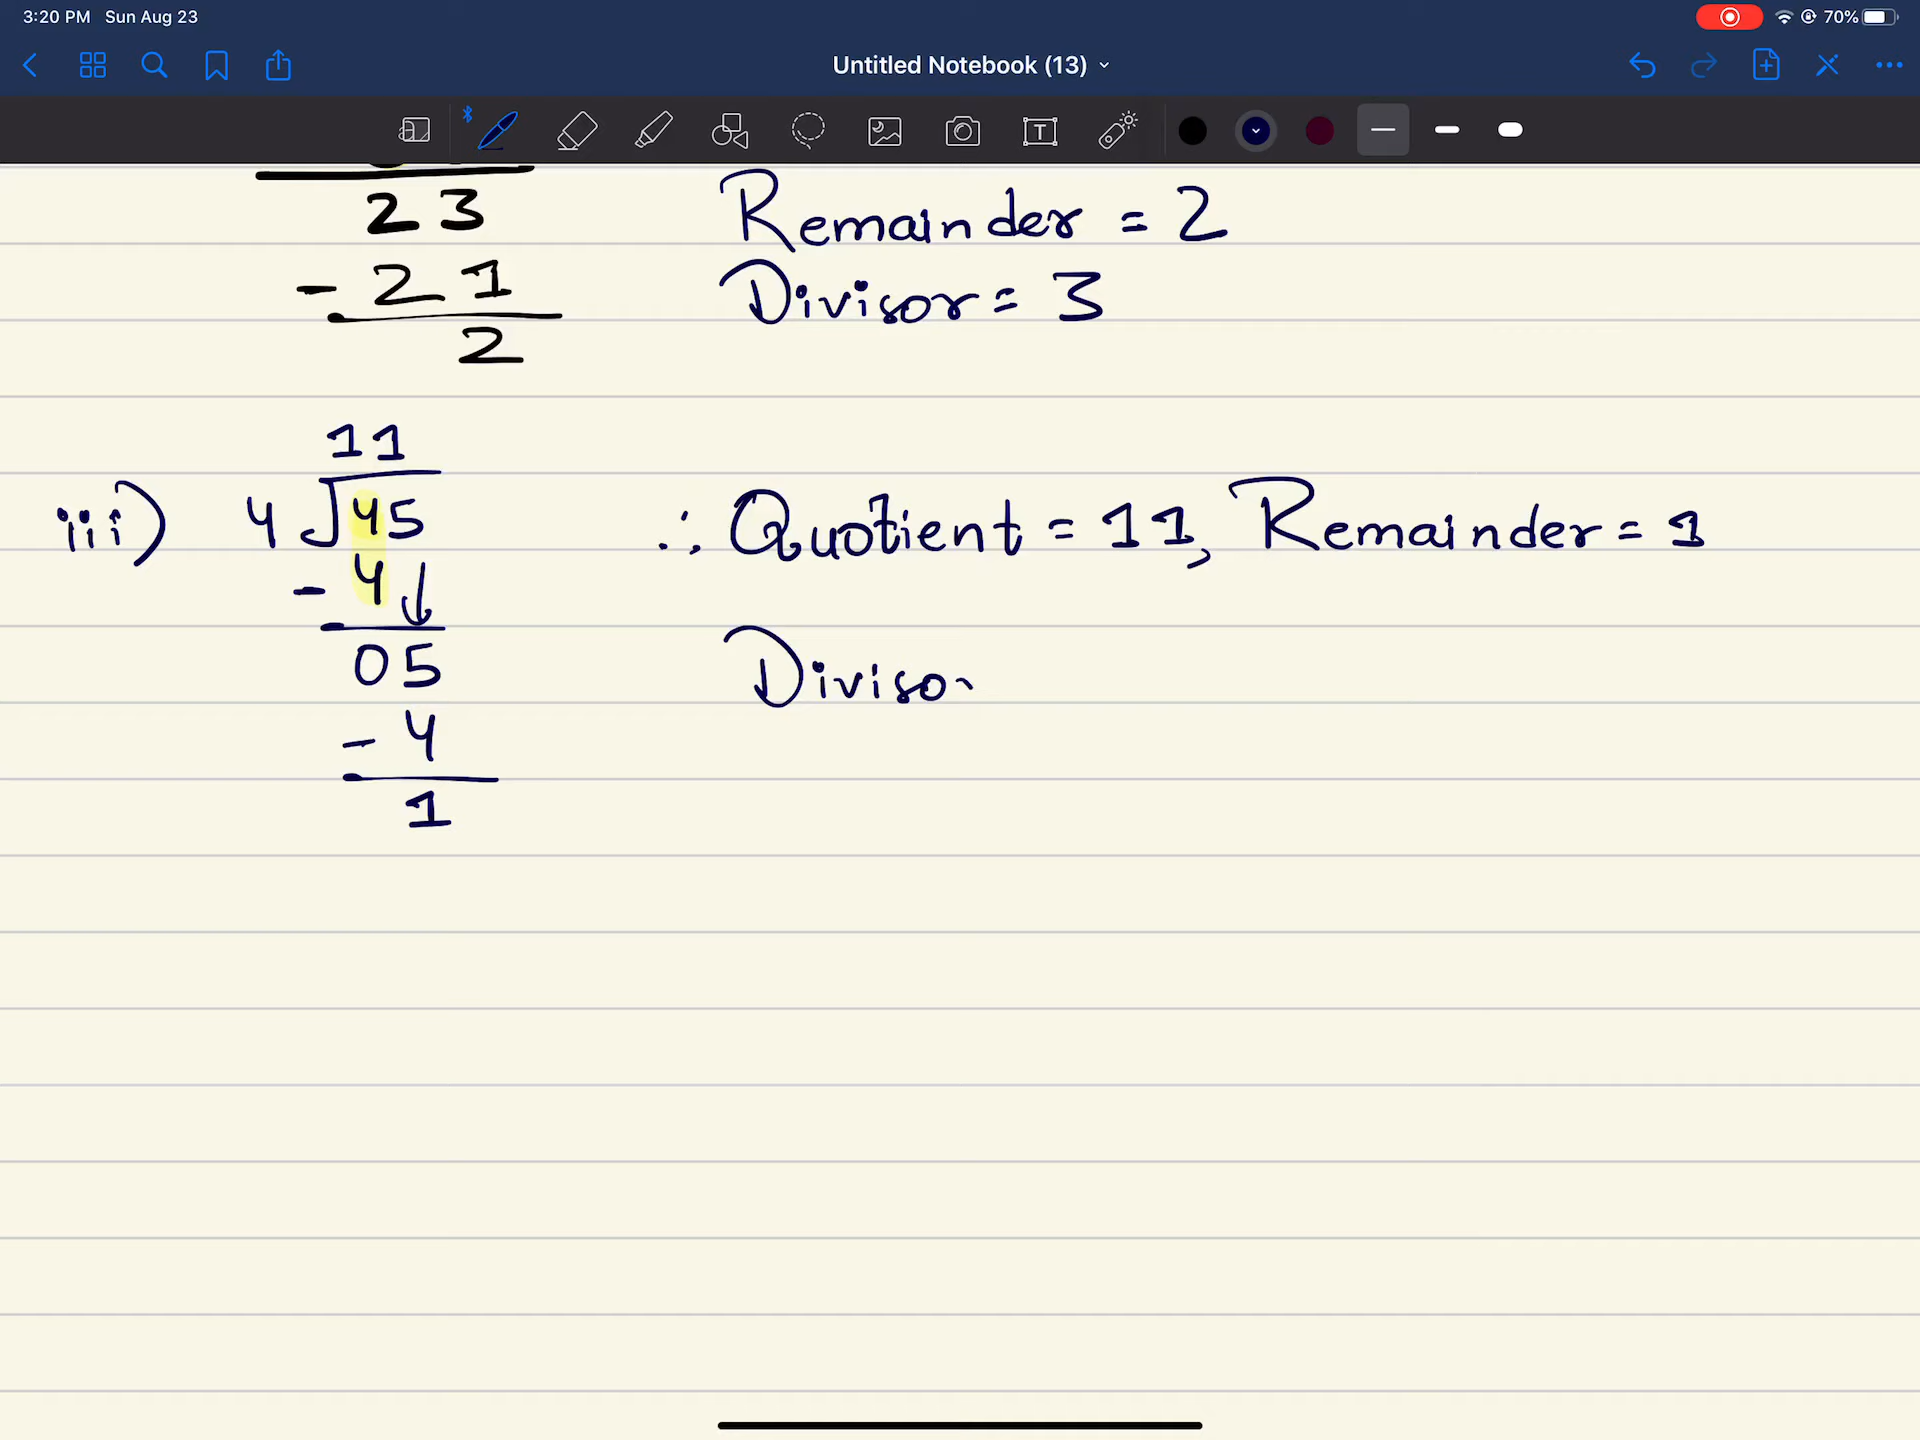 3:20 PM Sun Aug 23
70%
Untitled Notebook (13)
23
Remainder = 2
- 21
Divisor = 3
2
11
iii) 4 45
∴ Quotient = 11, Remainder = 1
- 4 ↓
05
Diviso
- 4
1